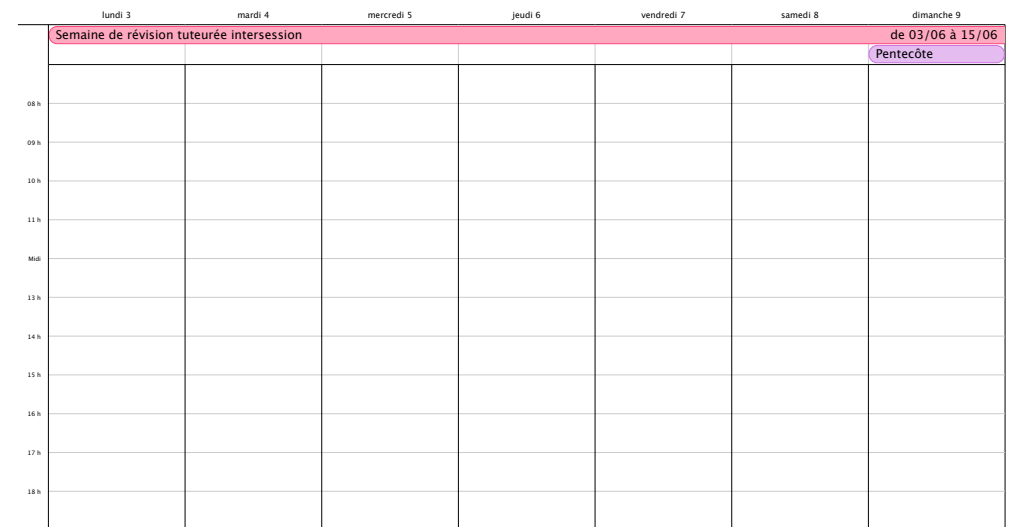 lundi 3 mardi 4 mercredi 5 jeudi 6 vendredi 7 samedi 8 dimanche 9
Semaine de révision tuteurée intersession de 03/06 à 15/06
Pentecôte
08 h
09 h
10 h
11 h
Midi
13 h
14 h
15 h
16 h
17 h
18 h